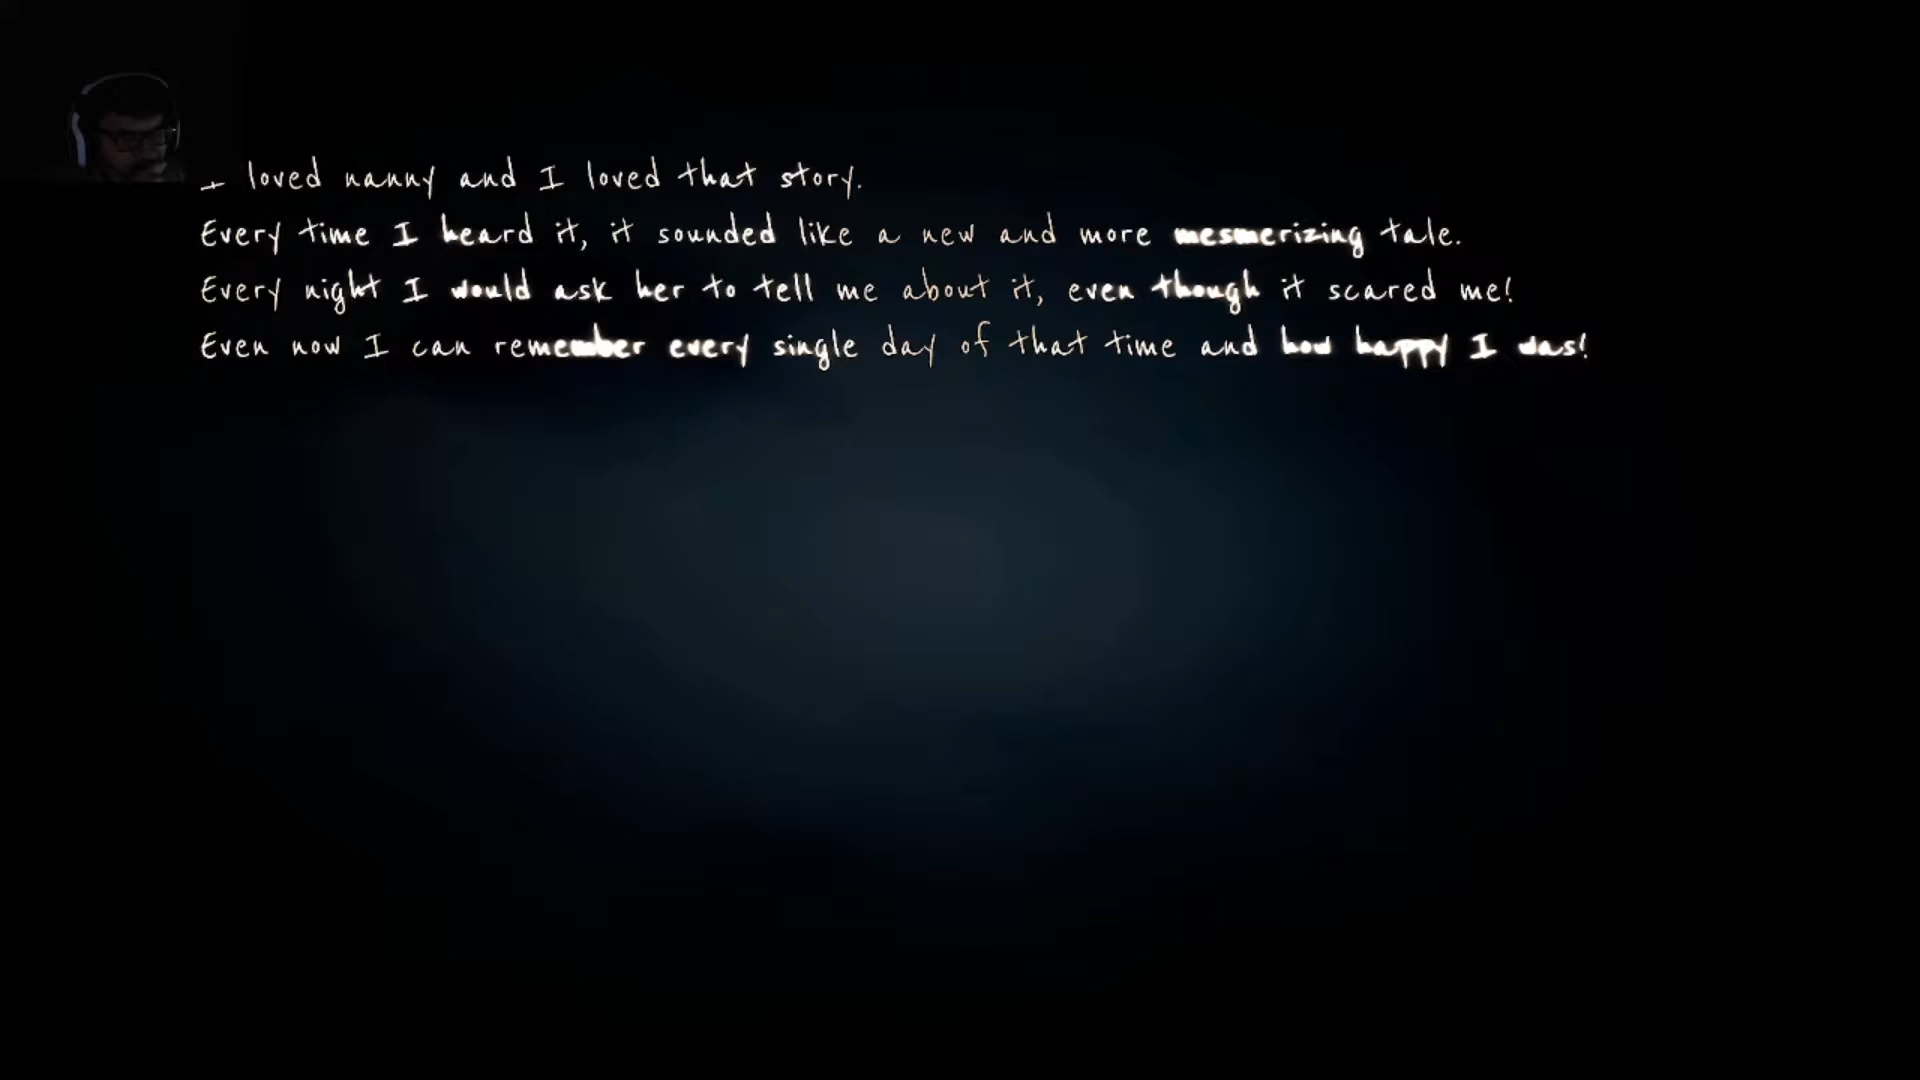 I loved nanny and I loved that story.
Every time I heard it, it sounded like a new and more mesmerizing tale.
Every night I would ask her to tell me about it, even though it scared me!
Even now I can remember every single day of that time and how happy I was!